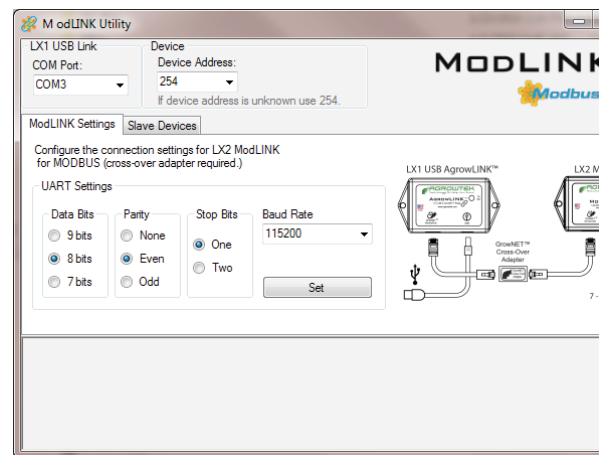 M odLINK Utility
LX1 USB Link
COM Port:
COM3
Device
Device Address:
254
If device address is unknown use 254.
MODLINK
Modbus
ModLINK Settings
Slave Devices
Configure the connection settings for LX2 ModLINK
for MODBUS (cross-over adapter required.)
UART Settings
Data Bits
9 bits
8 bits
7 bits
Parity
None
Even
Odd
Stop Bits
One
Two
Baud Rate
115200
Set
LX1 USB AgrowLINK™
LX2 M
AGROWTEK
AGROWLINK
GrowNET™
Cross-Over
Adapter
7 -